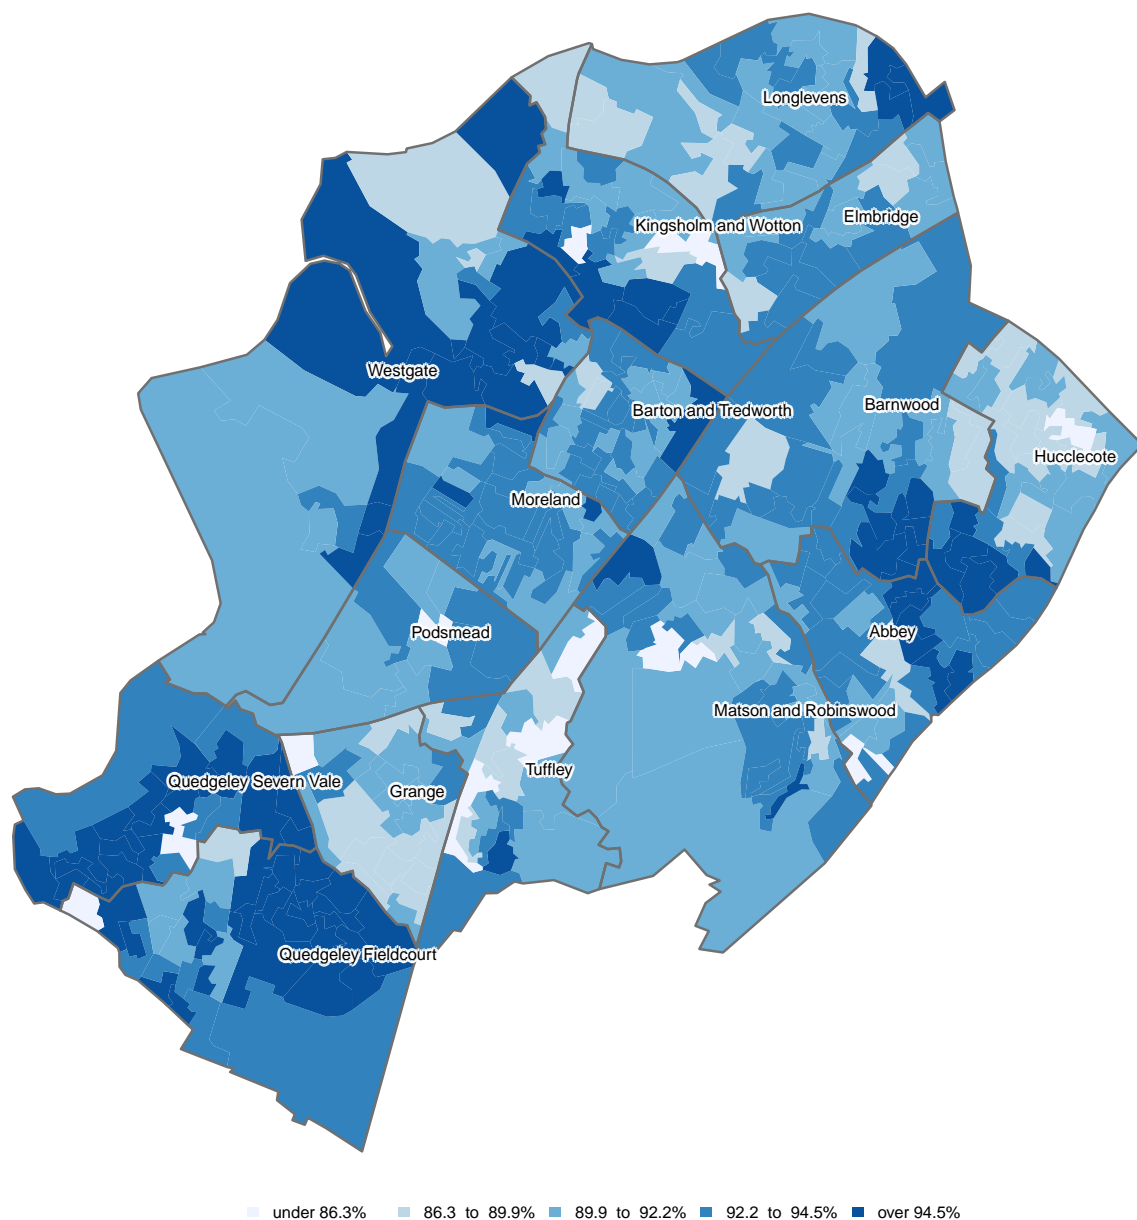 Longlevens
Elmbridge
Kingsholm and Wotton
Westgate
Barton and Tredworth
Barnwood
Hucclecote
Moreland
Podsmead
Abbey
Matson and Robinswood
Tuffley
Quedgeley Severn Vale
Grange
Quedgeley Fieldcourt
under 86.3% 86.3 to 89.9% 89.9 to 92.2% 92.2 to 94.5% over 94.5%